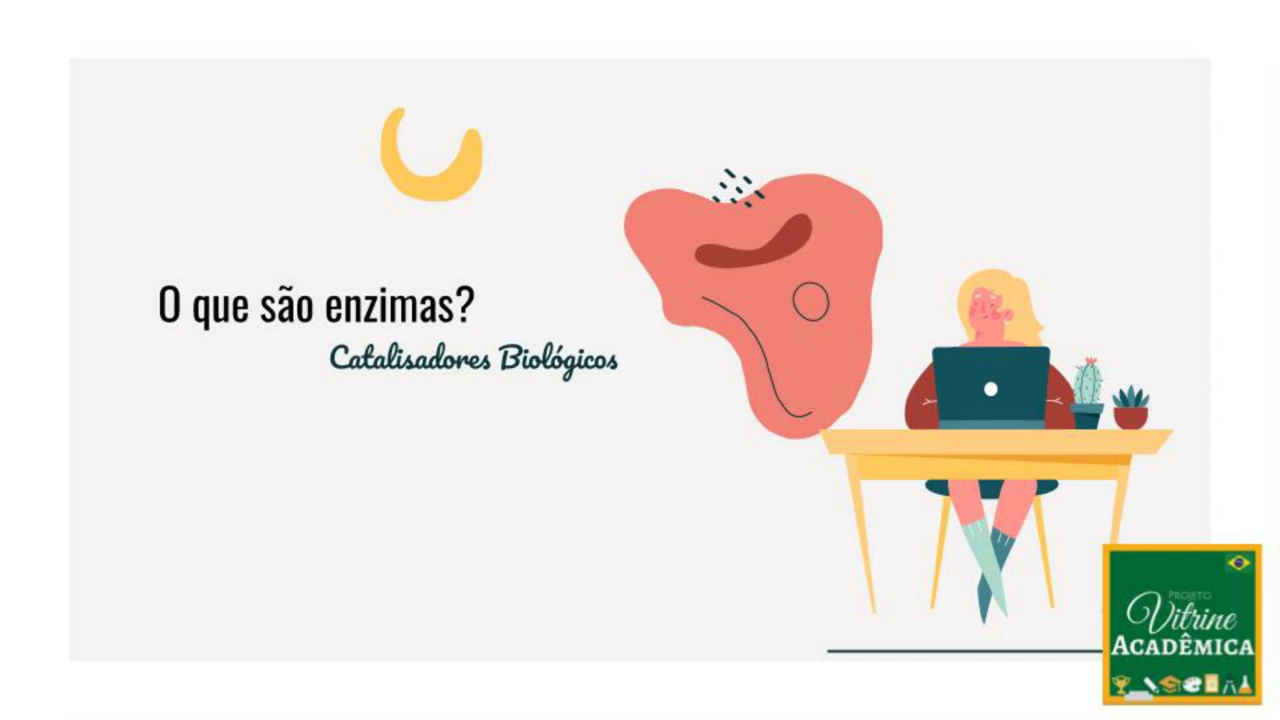 O que são enzimas?
Catalisadores Biológicos
PROJETO
Vitrine
ACADÊMICA